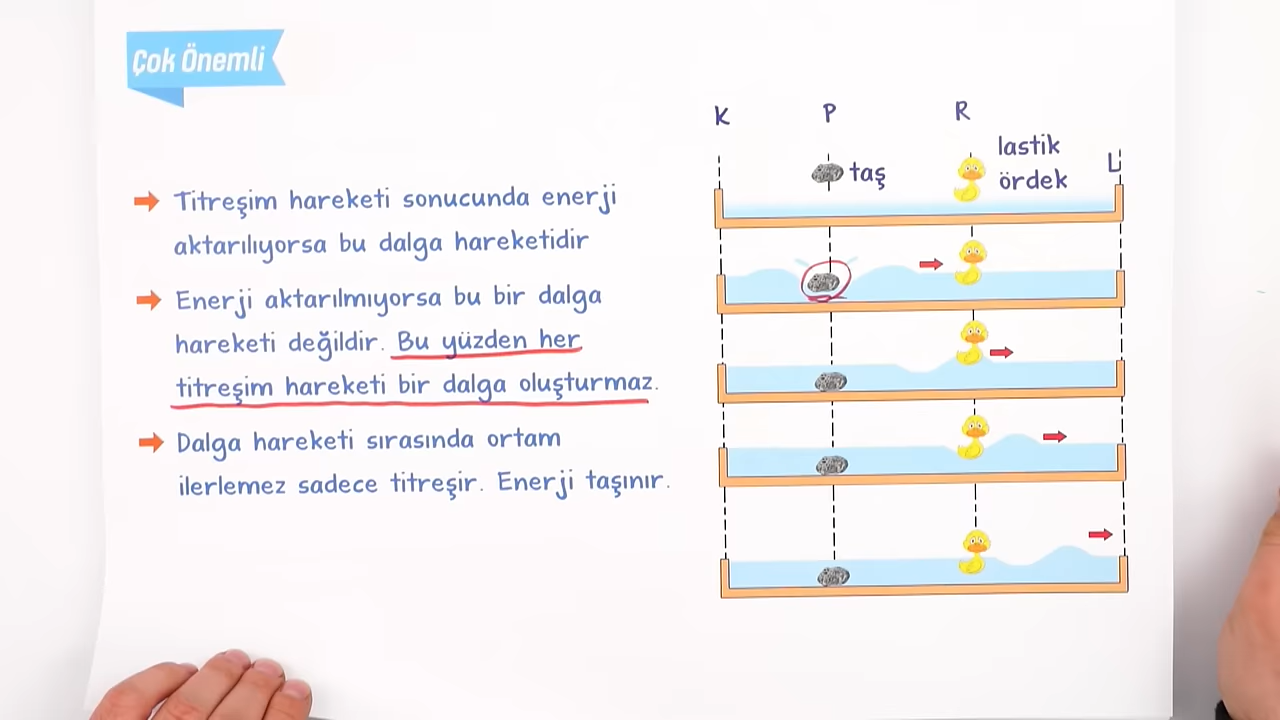 Çok Önemli
Titreşim hareketi sonucunda enerji
aktarılıyorsa bu dalga hareketidir
Enerji aktarılmıyorsa bu bir dalga
hareketi değildir. Bu yüzden her
titreşim hareketi bir dalga oluşturmaz.
Dalga hareketi sırasında ortam
ilerlemez sadece titreşir. Enerji taşınır.
K P R
taş
lastik
ördek
L